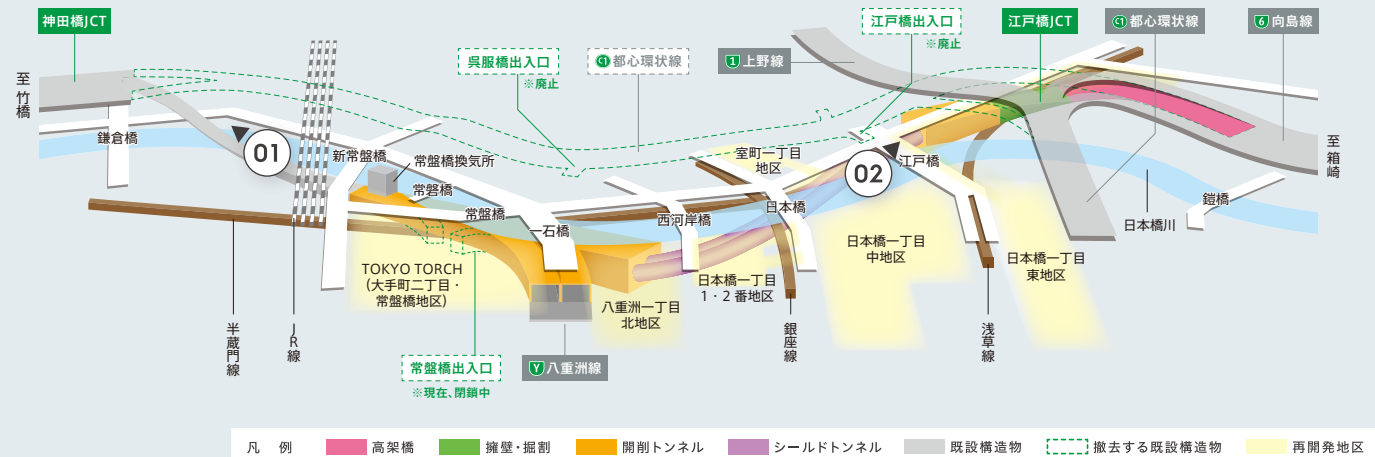 神田橋JCT
至
竹橋
鎌倉橋
01
新常盤橋
常盤橋換気所
常磐橋
常盤橋
一石橋
呉服橋出入口
※廃止
C1 都心環状線
1 上野線
江戸橋出入口
※廃止
江戸橋JCT
C1 都心環状線
6 向島線
至
箱崎
室町一丁目
地区
02
江戸橋
日本橋
西河岸橋
鎧橋
日本橋川
TOKYO TORCH
(大手町二丁目・
常盤橋地区)
八重洲一丁目
北地区
日本橋一丁目
1・2 番地区
日本橋一丁目
中地区
日本橋一丁目
東地区
半蔵門線
JR線
銀座線
浅草線
常盤橋出入口
※現在、閉鎖中
Y 八重洲線
凡 例
高架橋
擁壁・掘割
開削トンネル
シールドトンネル
既設構造物
撤去する既設構造物
再開発地区